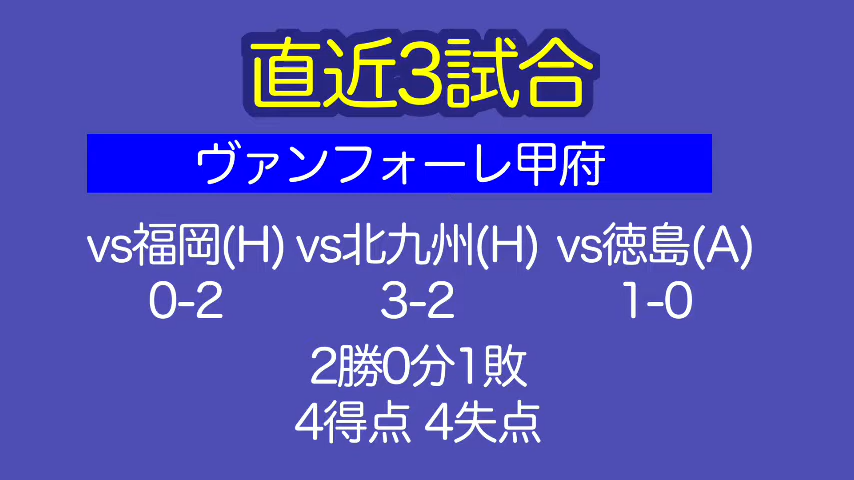 直近3試合
ヴァンフォーレ甲府
vs福岡(H) vs北九州(H) vs徳島(A)
0-2 3-2 1-0
2勝0分1敗
4得点 4失点